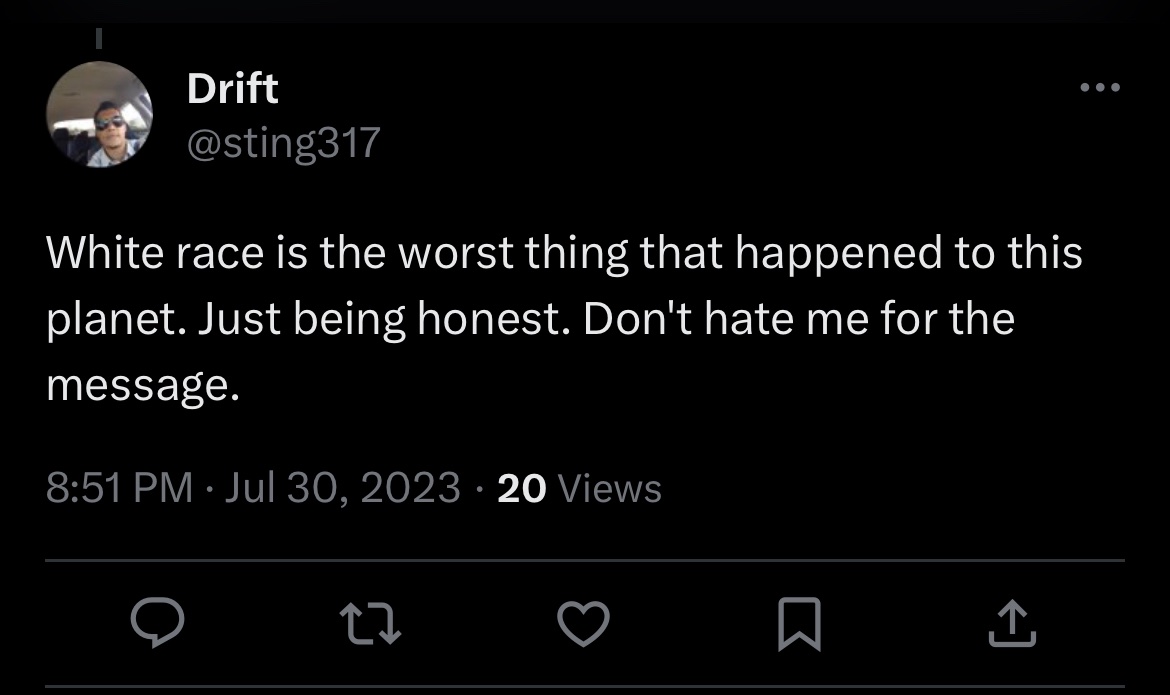 Drift
@sting317
White race is the worst thing that happened to this
planet. Just being honest. Don't hate me for the
message.
8:51 PM · Jul 30, 2023 · 20 Views